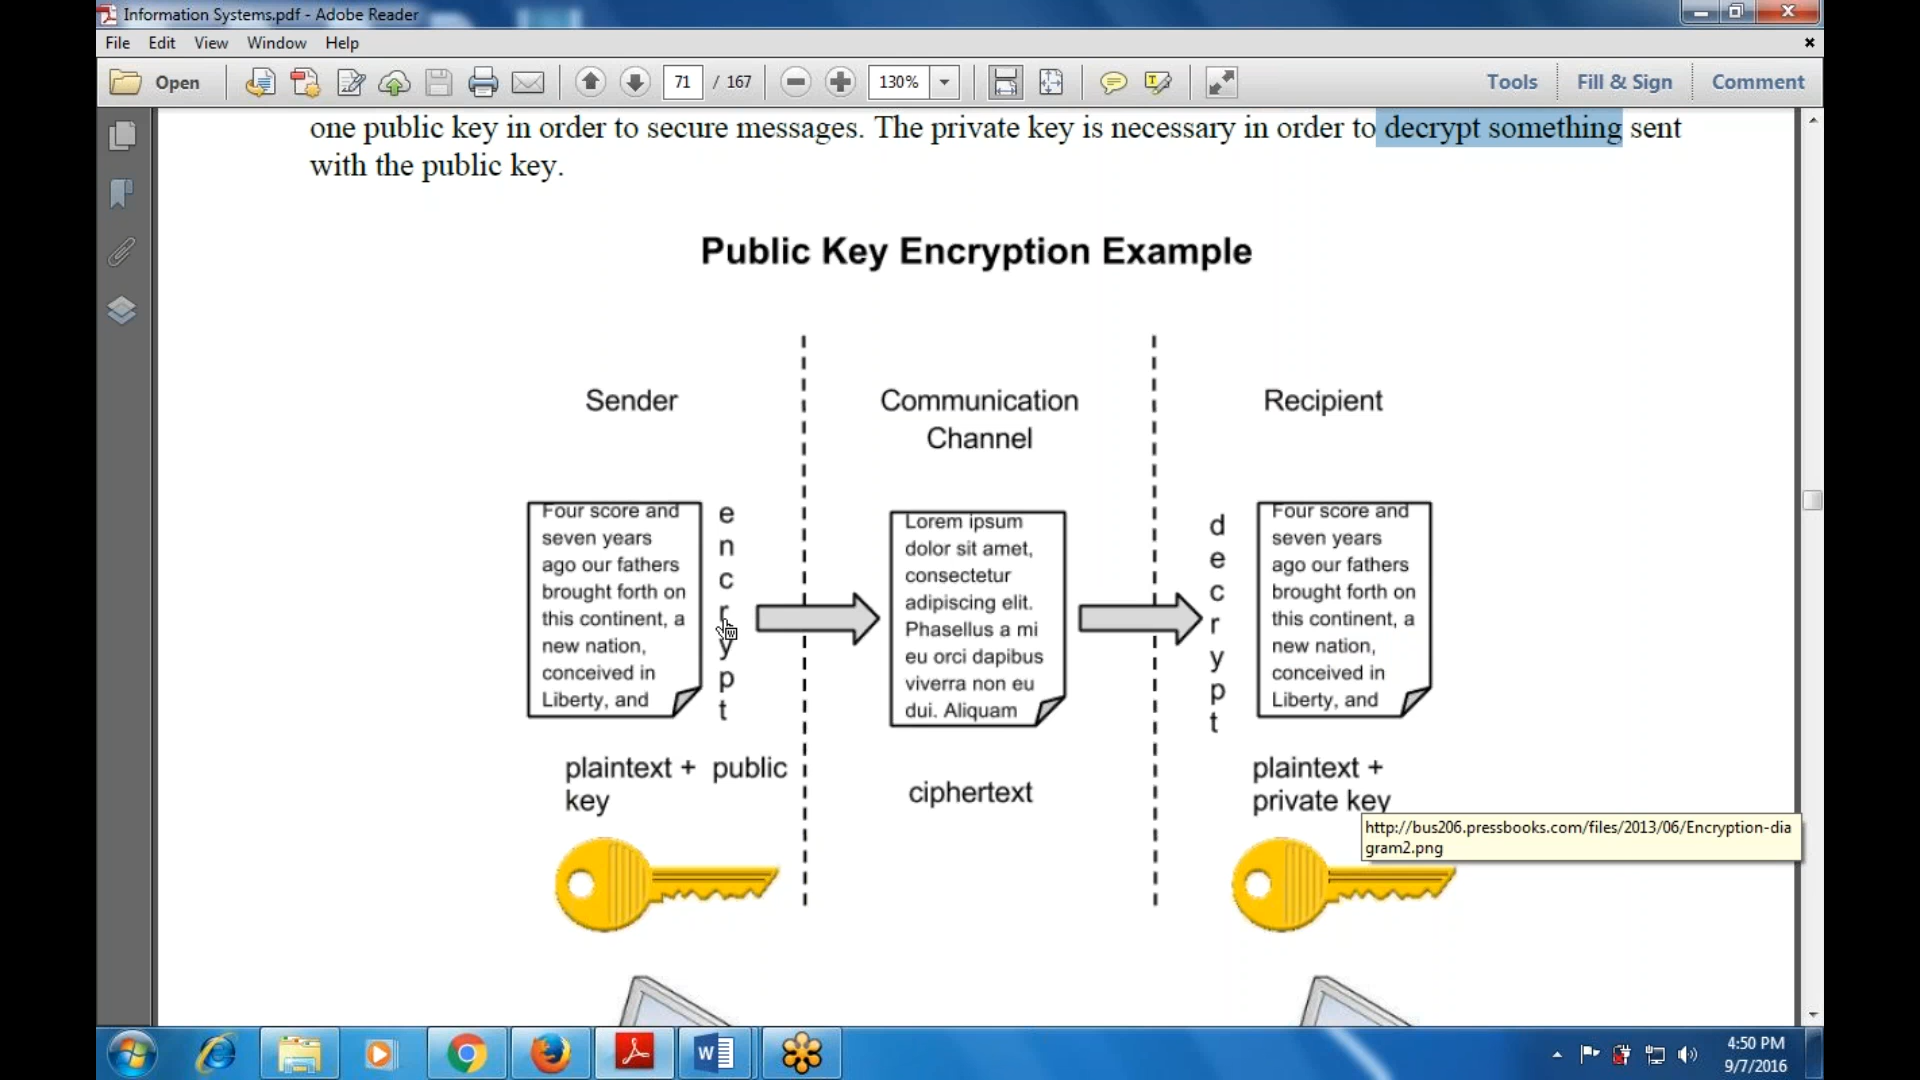 Information Systems.pdf - Adobe Reader
File Edit View Window Help
Open 71 / 167 130% Tools Fill & Sign Comment
one public key in order to secure messages. The private key is necessary in order to decrypt something sent
with the public key.
Public Key Encryption Example
Sender
Communication
Channel
Recipient
Four score and
seven years
ago our fathers
brought forth on
this continent, a
new nation,
conceived in
Liberty, and
encrypt
Lorem ipsum
dolor sit amet,
consectetur
adipiscing elit.
Phasellus a mi
eu orci dapibus
viverra non eu
dui. Aliquam
decrypt
Four score and
seven years
ago our fathers
brought forth on
this continent, a
new nation,
conceived in
Liberty, and
plaintext + public
key
ciphertext
plaintext +
private key
http://bus206.pressbooks.com/files/2013/06/Encryption-dia
gram2.png
4:50 PM
9/7/2016